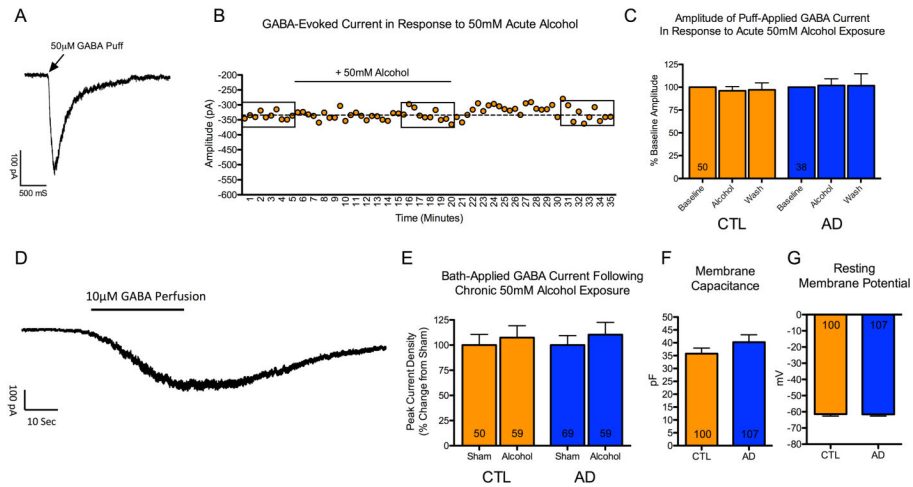 A
50µM GABA Puff
100 pA
500 mS
B
GABA-Evoked Current in Response to 50mM Acute Alcohol
+ 50mM Alcohol
Amplitude (pA)
-200
-250
-300
-350
-400
-450
-500
-550
-600
1 2 3 4 5 6 7 8 9 10 11 12 13 14 15 16 17 18 19 20 21 22 23 24 25 26 27 28 29 30 31 32 33 34 35
Time (Minutes)
C
Amplitude of Puff-Applied GABA Current
In Response to Acute 50mM Alcohol Exposure
% Baseline Amplitude
125
100
75
50
25
0
50
38
Baseline Alcohol Wash Baseline Alcohol Wash
CTL AD
D
10µM GABA Perfusion
100 pA
10 Sec
E
Bath-Applied GABA Current Following
Chronic 50mM Alcohol Exposure
Peak Current Density
(% Change from Sham)
125
100
75
50
25
0
50 59 69 59
Sham Alcohol Sham Alcohol
CTL AD
F
Membrane
Capacitance
pF
50
45
40
35
30
25
20
15
10
5
0
100 107
CTL AD
G
Resting
Membrane Potential
mV
0
-10
-20
-30
-40
-50
-60
-70
-80
100 107
CTL AD